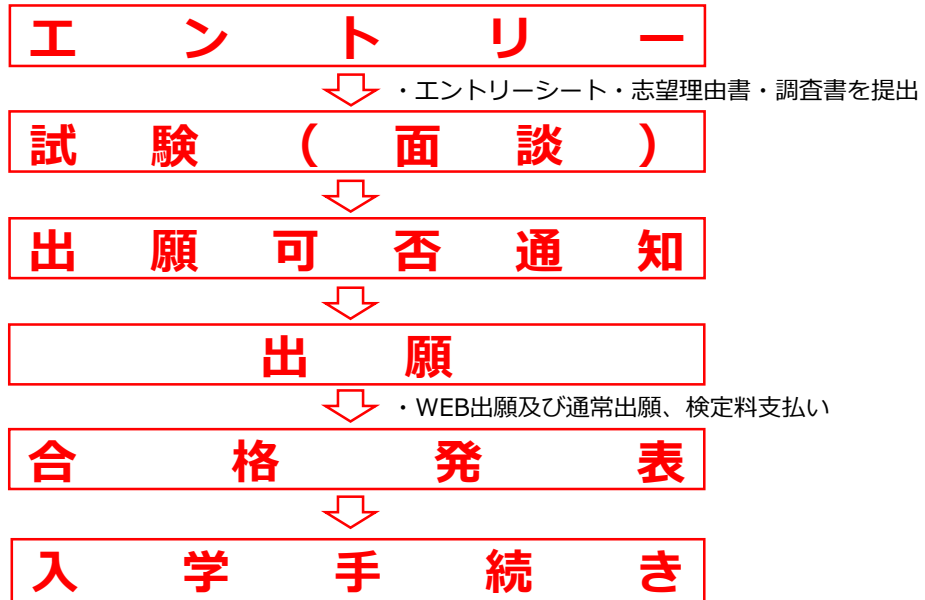 エントリー
・エントリーシート・志望理由書・調査書を提出
試験(面談)
出願可否通知
出願
・WEB出願及び通常出願、検定料支払い
合格発表
入学手続き